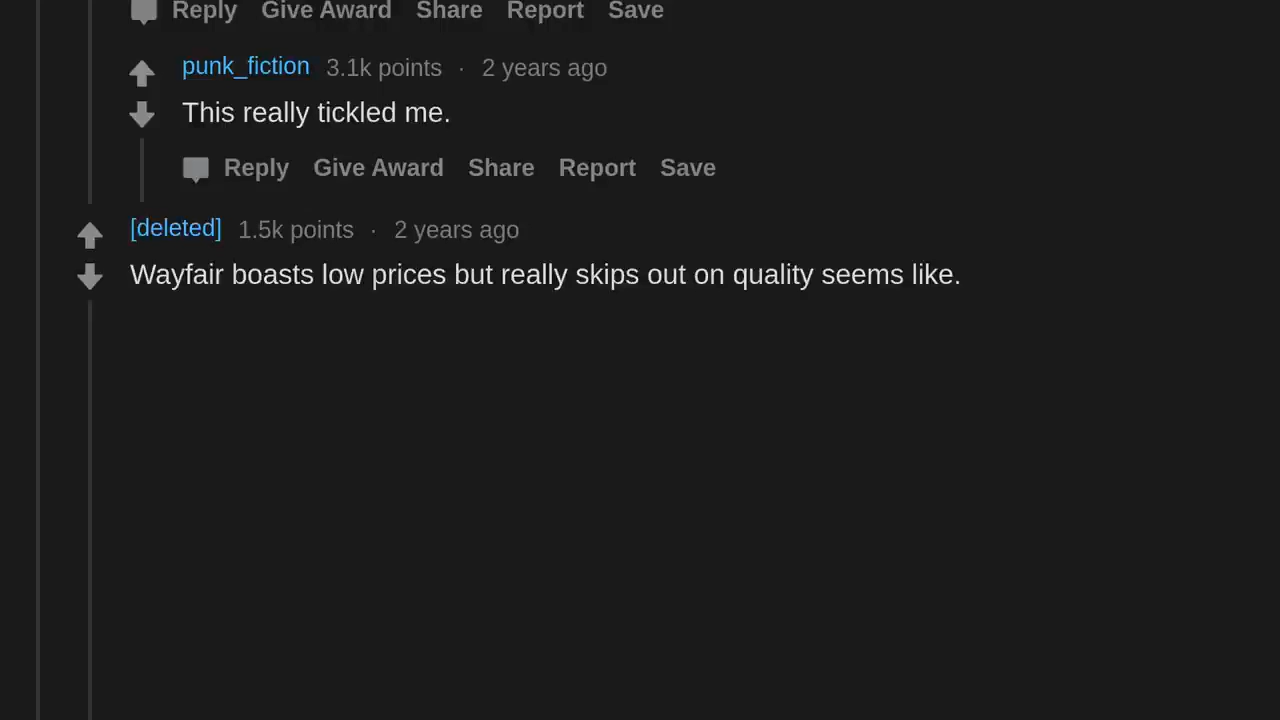 Reply Give Award Share Report Save
punk_fiction 3.1k points · 2 years ago
This really tickled me.
Reply Give Award Share Report Save
[deleted] 1.5k points · 2 years ago
Wayfair boasts low prices but really skips out on quality seems like.